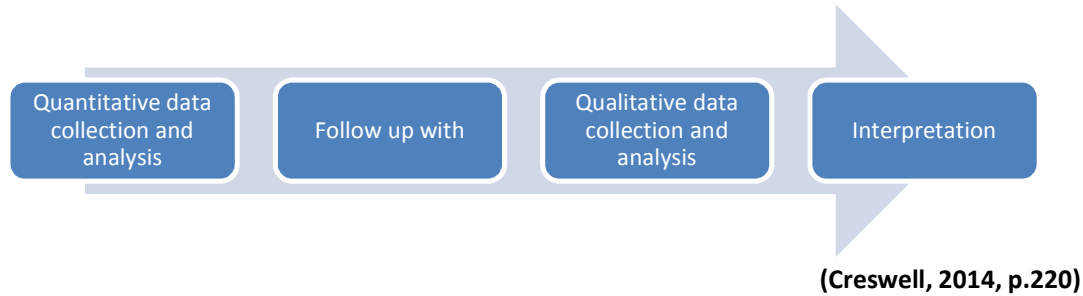 Quantitative data
collection and
analysis
Follow up with
Qualitative data
collection and
analysis
Interpretation
(Creswell, 2014, p.220)